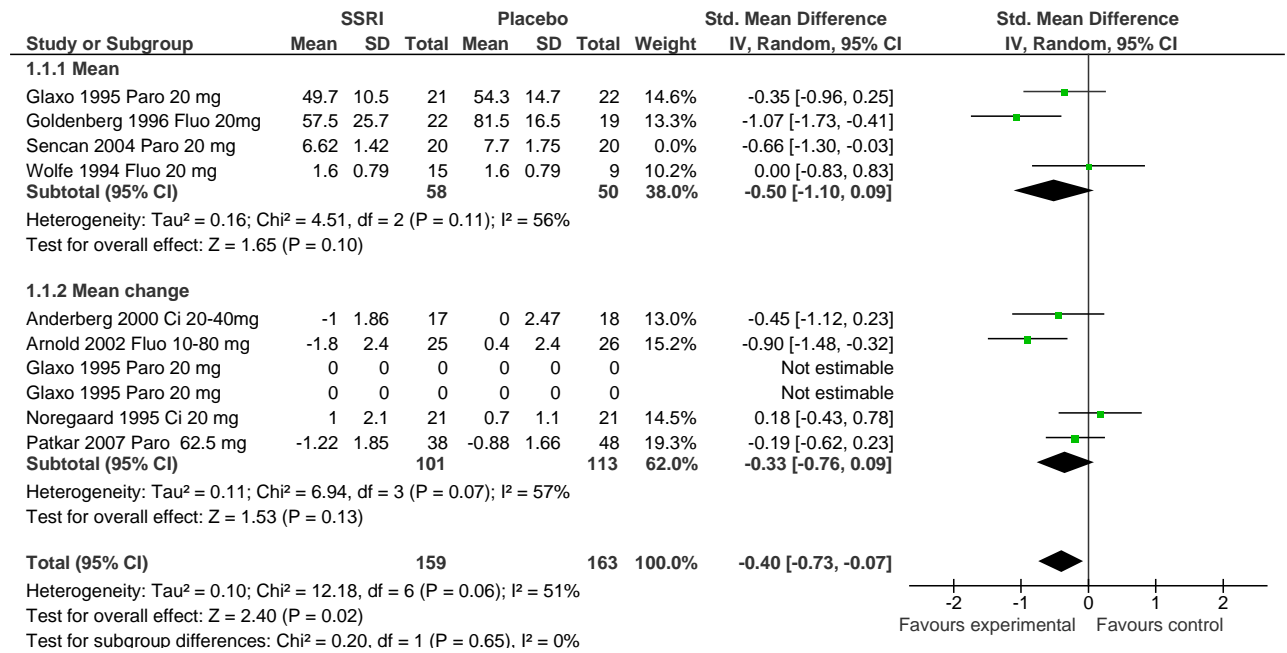 SSRI Placebo Std. Mean Difference Std. Mean Difference
Study or Subgroup Mean SD Total Mean SD Total Weight IV, Random, 95% CI IV, Random, 95% CI
1.1.1 Mean
Glaxo 1995 Paro 20 mg 49.7 10.5 21 54.3 14.7 22 14.6% -0.35 [-0.96, 0.25]
Goldenberg 1996 Fluo 20mg 57.5 25.7 22 81.5 16.5 19 13.3% -1.07 [-1.73, -0.41]
Sencan 2004 Paro 20 mg 6.62 1.42 20 7.7 1.75 20 0.0% -0.66 [-1.30, -0.03]
Wolfe 1994 Fluo 20 mg 1.6 0.79 15 1.6 0.79 9 10.2% 0.00 [-0.83, 0.83]
Subtotal (95% CI) 58 50 38.0% -0.50 [-1.10, 0.09]
Heterogeneity: Tau² = 0.16; Chi² = 4.51, df = 2 (P = 0.11); I² = 56%
Test for overall effect: Z = 1.65 (P = 0.10)
1.1.2 Mean change
Anderberg 2000 Ci 20-40mg -1 1.86 17 0 2.47 18 13.0% -0.45 [-1.12, 0.23]
Arnold 2002 Fluo 10-80 mg -1.8 2.4 25 0.4 2.4 26 15.2% -0.90 [-1.48, -0.32]
Glaxo 1995 Paro 20 mg 0 0 0 0 0 0 Not estimable
Glaxo 1995 Paro 20 mg 0 0 0 0 0 0 Not estimable
Noregaard 1995 Ci 20 mg 1 2.1 21 0.7 1.1 21 14.5% 0.18 [-0.43, 0.78]
Patkar 2007 Paro 62.5 mg -1.22 1.85 38 -0.88 1.66 48 19.3% -0.19 [-0.62, 0.23]
Subtotal (95% CI) 101 113 62.0% -0.33 [-0.76, 0.09]
Heterogeneity: Tau² = 0.11; Chi² = 6.94, df = 3 (P = 0.07); I² = 57%
Test for overall effect: Z = 1.53 (P = 0.13)
Total (95% CI) 159 163 100.0% -0.40 [-0.73, -0.07]
Heterogeneity: Tau² = 0.10; Chi² = 12.18, df = 6 (P = 0.06); I² = 51%
Test for overall effect: Z = 2.40 (P = 0.02)
Test for subgroup differences: Chi² = 0.20, df = 1 (P = 0.65), I² = 0%
-2 -1 0 1 2
Favours experimental Favours control